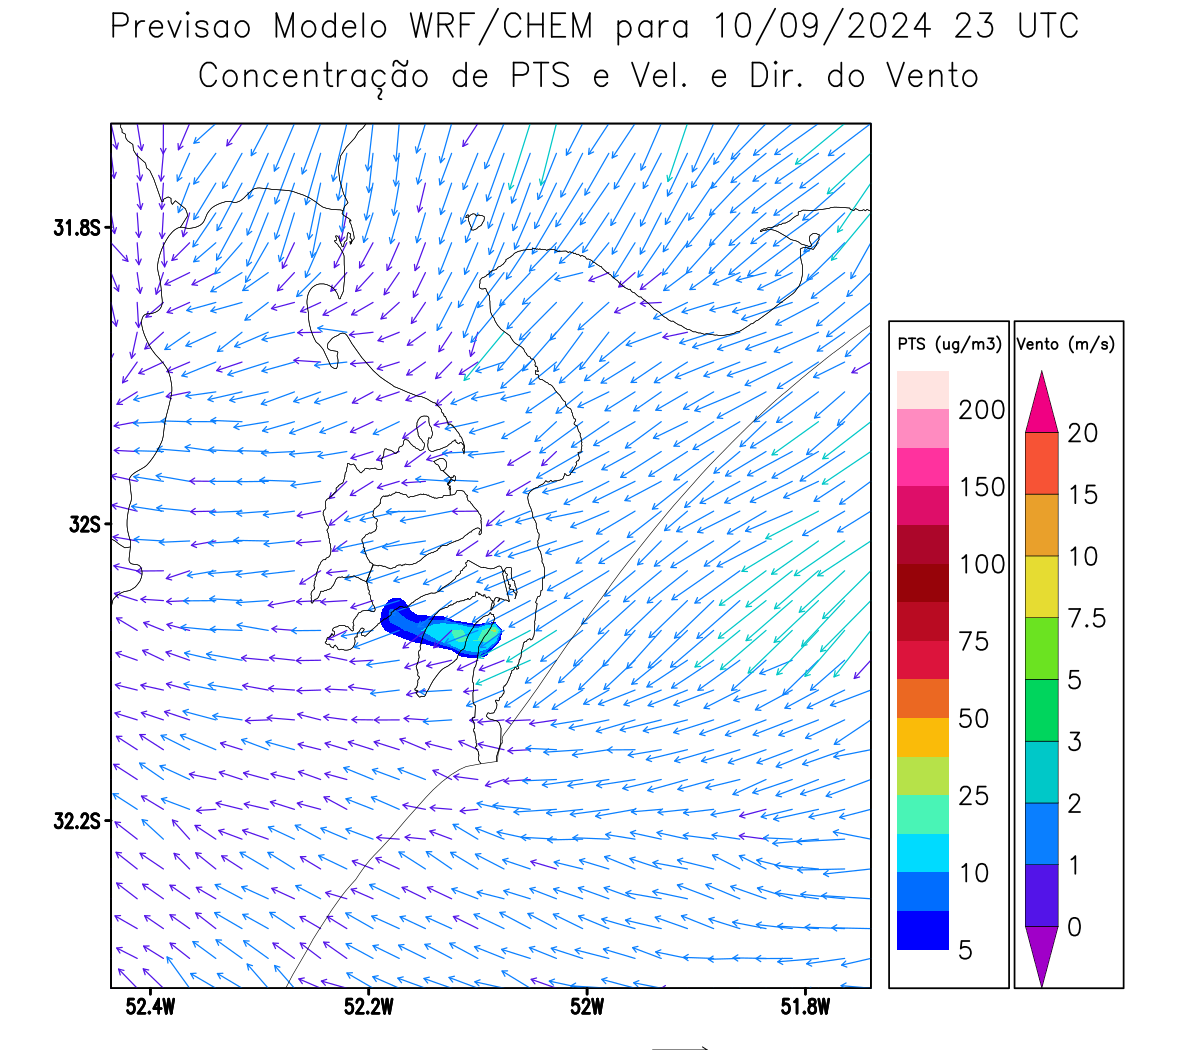 Previsao Modelo WRF/CHEM para 10/09/2024 23 UTC
Concentração de PTS e Vel. e Dir. do Vento
31.8S
32S
32.2S
52.4W 52.2W 52W 51.8W
PTS (ug/m3)
200
150
100
75
50
25
10
5
Vento (m/s)
20
15
10
7.5
5
3
2
1
0